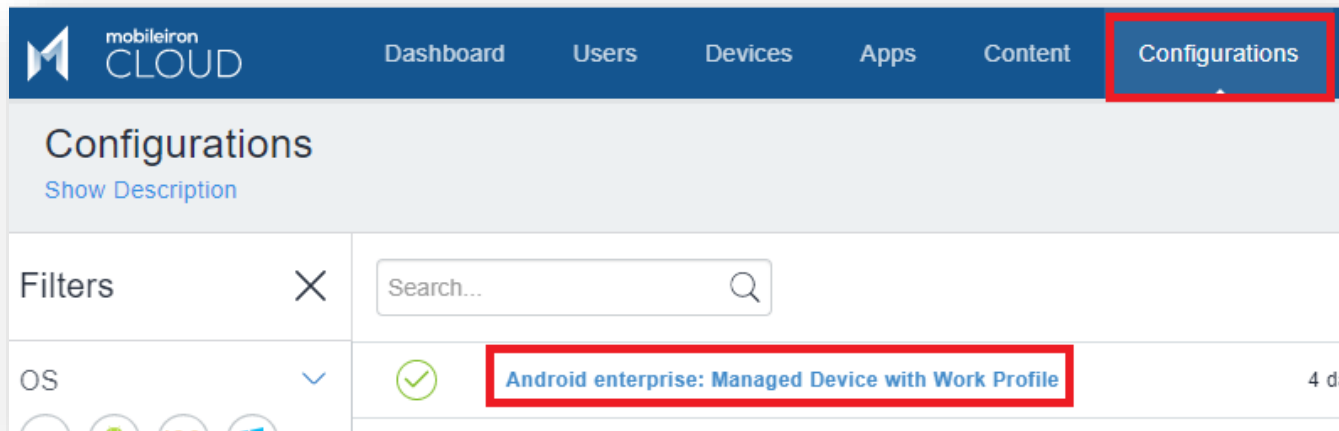 mobileiron
CLOUD
Dashboard Users Devices Apps Content Configurations
Configurations
Show Description
Filters
Search...
OS
Android enterprise: Managed Device with Work Profile
4 d